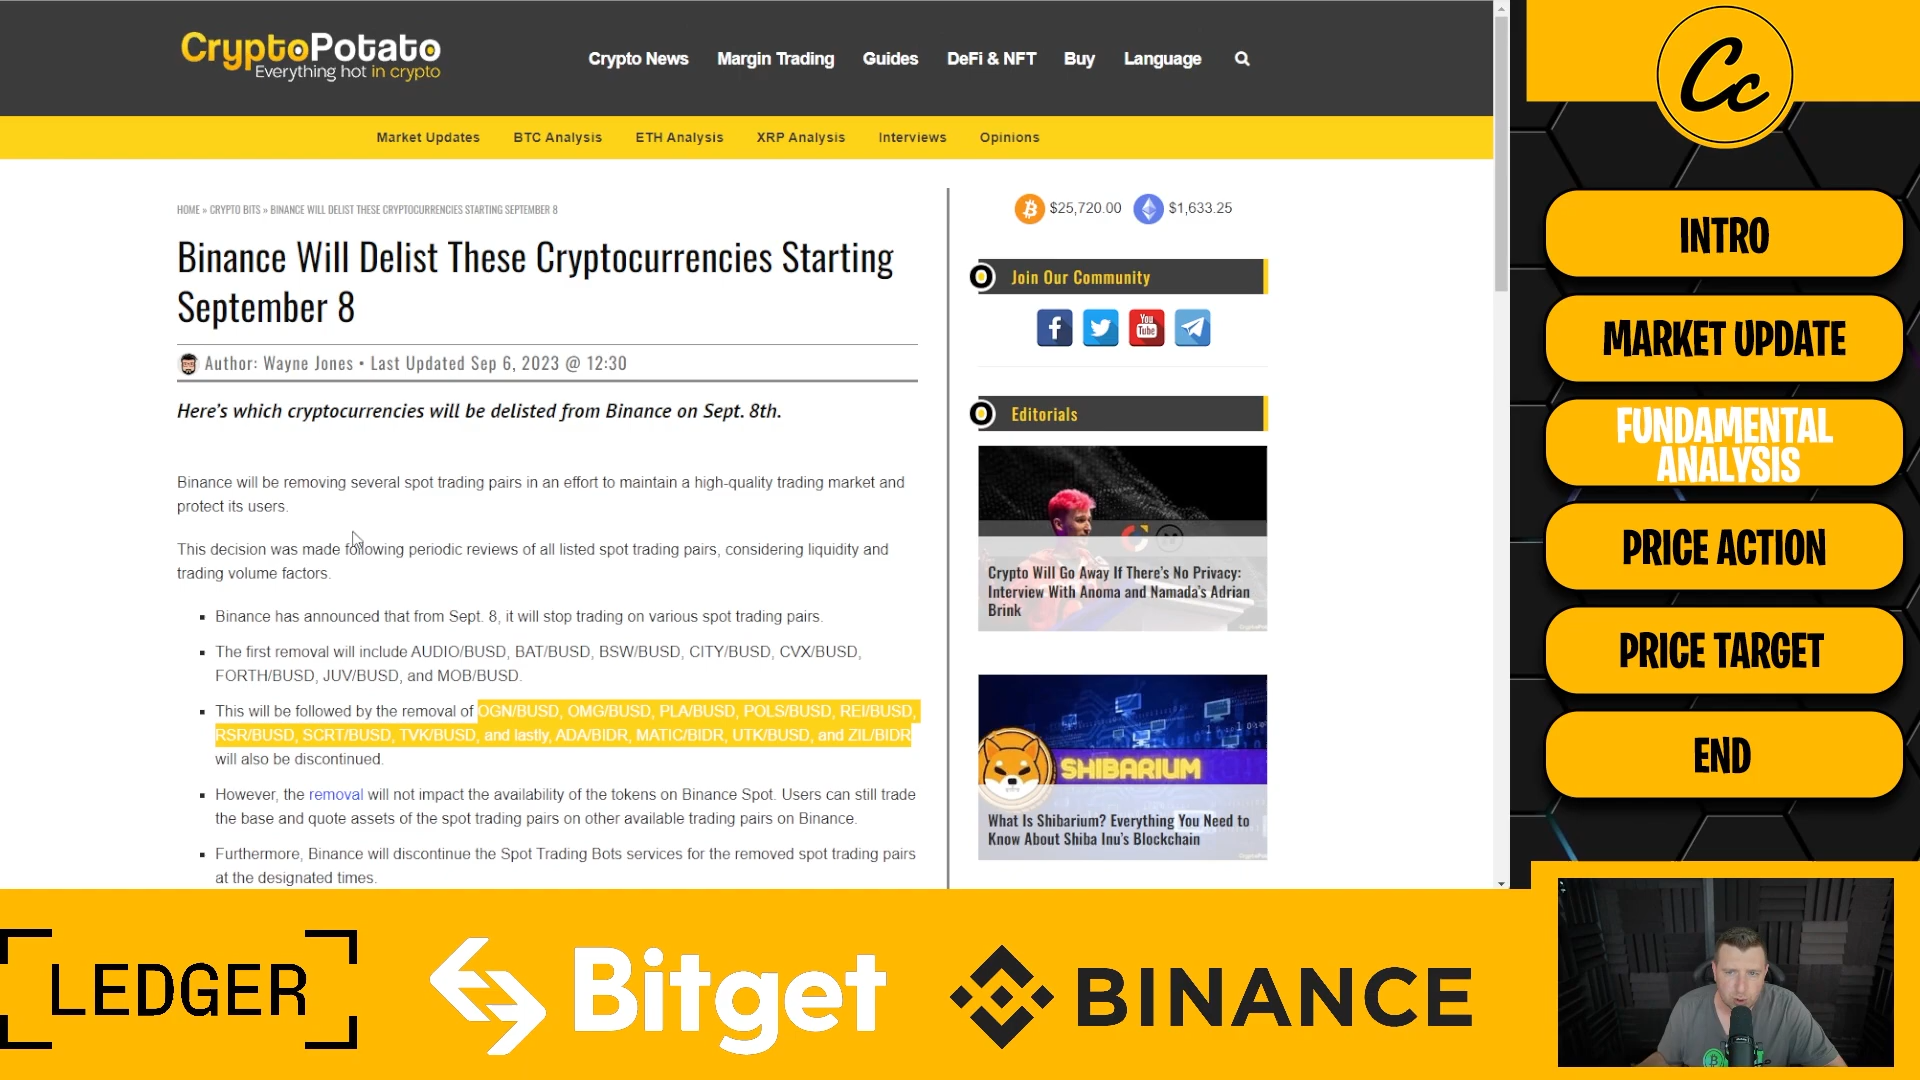 CryptoPotato
Everything hot in crypto
Crypto News Margin Trading Guides DeFi & NFT Buy Language
Market Updates BTC Analysis ETH Analysis XRP Analysis Interviews Opinions
HOME » CRYPTO BITS » BINANCE WILL DELIST THESE CRYPTOCURRENCIES STARTING SEPTEMBER 8
Binance Will Delist These Cryptocurrencies Starting
September 8
Author: Wayne Jones • Last Updated Sep 6, 2023 @ 12:30
Here's which cryptocurrencies will be delisted from Binance on Sept. 8th.
Binance will be removing several spot trading pairs in an effort to maintain a high-quality trading market and
protect its users.
This decision was made following periodic reviews of all listed spot trading pairs, considering liquidity and
trading volume factors.
▪ Binance has announced that from Sept. 8, it will stop trading on various spot trading pairs.
▪ The first removal will include AUDIO/BUSD, BAT/BUSD, BSW/BUSD, CITY/BUSD, CVX/BUSD,
FORTH/BUSD, JUV/BUSD, and MOB/BUSD.
▪ This will be followed by the removal of OGN/BUSD, OMG/BUSD, PLA/BUSD, POLS/BUSD, REI/BUSD,
RSR/BUSD, SCRT/BUSD, TVK/BUSD, and lastly, ADA/BIDR, MATIC/BIDR, UTK/BUSD, and ZIL/BIDR
will also be discontinued.
▪ However, the removal will not impact the availability of the tokens on Binance Spot. Users can still trade
the base and quote assets of the spot trading pairs on other available trading pairs on Binance.
▪ Furthermore, Binance will discontinue the Spot Trading Bots services for the removed spot trading pairs
at the designated times.
$25,720.00 $1,633.25
Join Our Community
You
Tube
Editorials
Crypto Will Go Away If There's No Privacy:
Interview With Anoma and Namada's Adrian
Brink
SHIBARIUM
What Is Shibarium? Everything You Need to
Know About Shiba Inu's Blockchain
Cc
INTRO
MARKET UPDATE
FUNDAMENTAL
ANALYSIS
PRICE ACTION
PRICE TARGET
END
LEDGER
Bitget
BINANCE